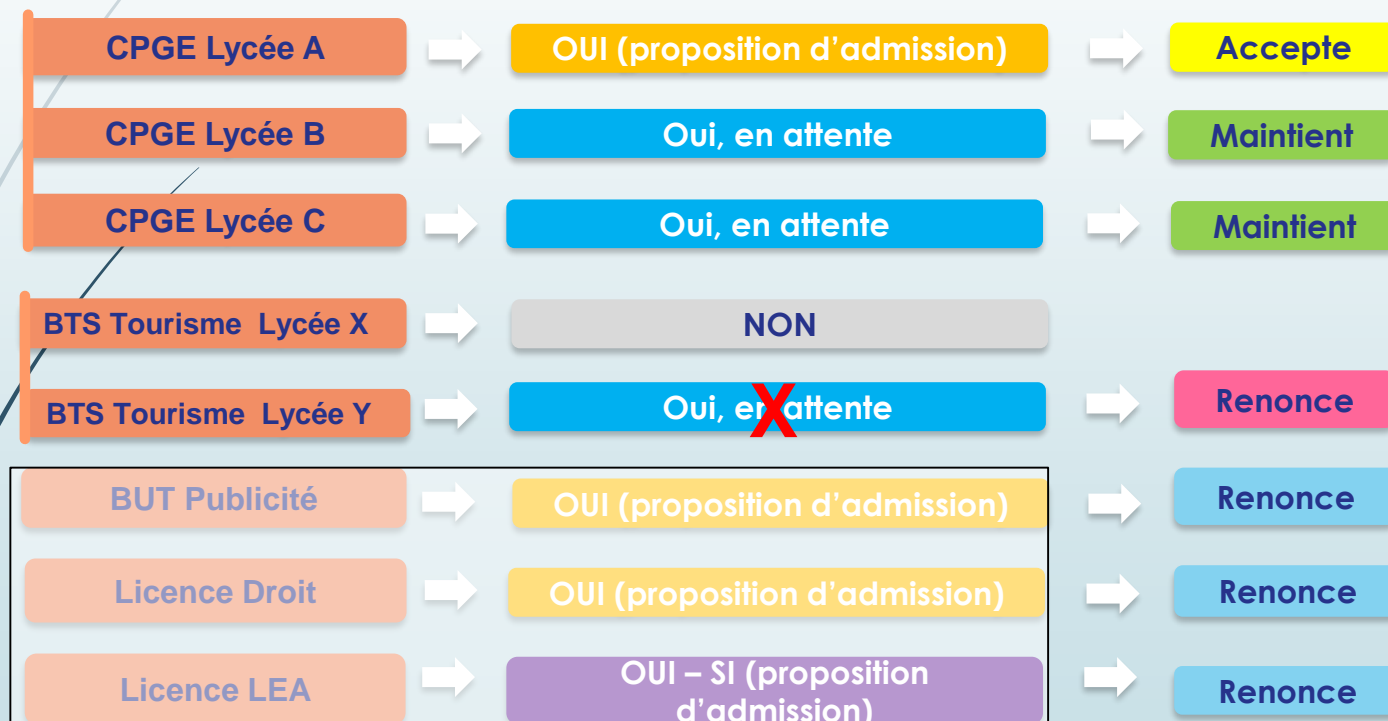 CPGE Lycée A
OUI (proposition d'admission)
Accepte
CPGE Lycée B
Oui, en attente
Maintient
CPGE Lycée C
Oui, en attente
Maintient
BTS Tourisme Lycée X
NON
BTS Tourisme Lycée Y
Oui, en attente
X
Renonce
BUT Publicité
OUI (proposition d'admission)
Renonce
Licence Droit
OUI (proposition d'admission)
Renonce
Licence LEA
OUI – SI (proposition
d'admission)
Renonce